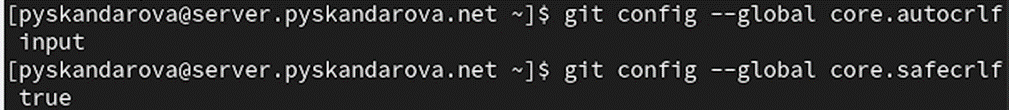 [pyskandarova@server.pyskandarova.net ~]$ git config --global core.autocrlf
input
[pyskandarova@server.pyskandarova.net ~]$ git config --global core.safecrlf
true